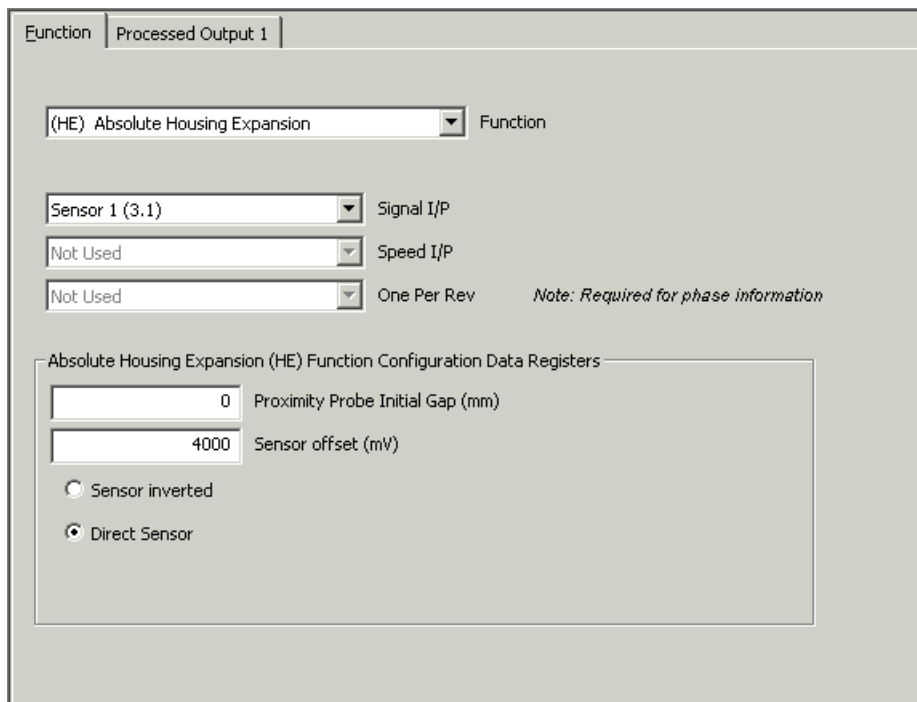 Function Processed Output 1
(HE) Absolute Housing Expansion Function
Sensor 1 (3.1) Signal I/P
Not Used Speed I/P
Not Used One Per Rev Note: Required for phase information
Absolute Housing Expansion (HE) Function Configuration Data Registers
0 Proximity Probe Initial Gap (mm)
4000 Sensor offset (mV)
Sensor inverted
Direct Sensor